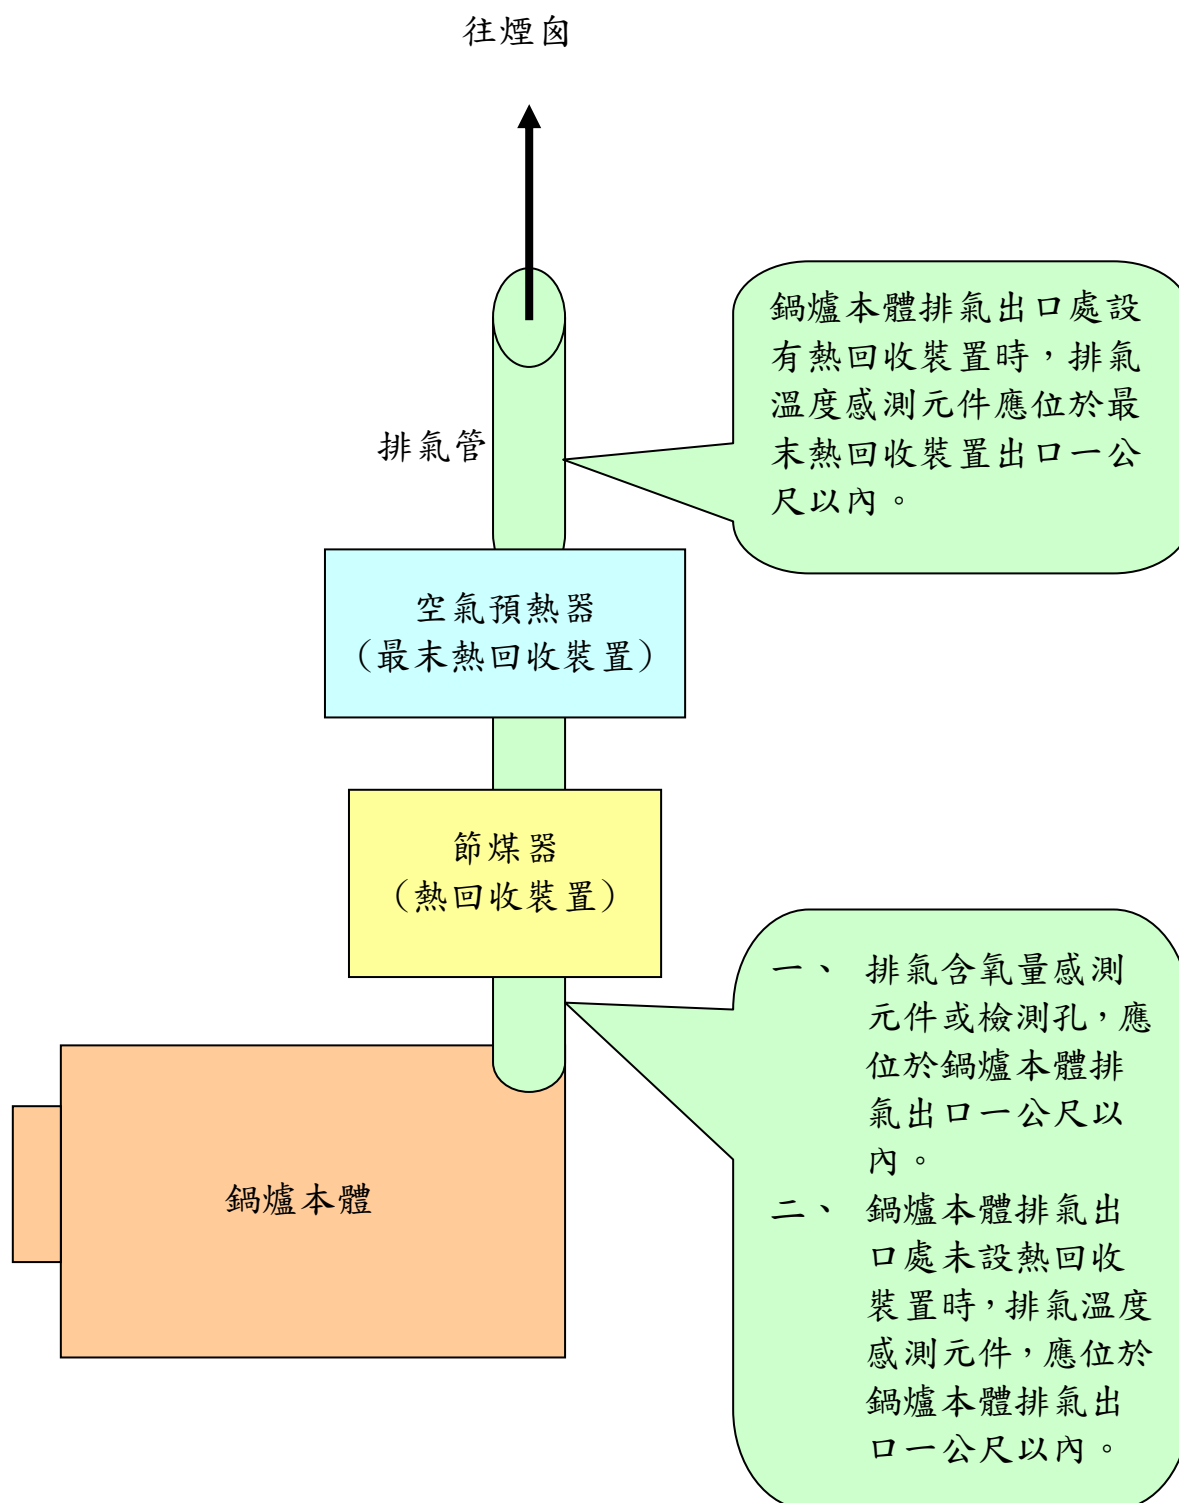 往煙囪
鍋爐本體排氣出口處設
有熱回收裝置時，排氣
溫度感測元件應位於最
末熱回收裝置出口一公
尺以內。
排氣管
空氣預熱器
（最末熱回收裝置）
節煤器
（熱回收裝置）
一、 排氣含氧量感測
元件或檢測孔，應
位於鍋爐本體排
氣出口一公尺以
內。
二、 鍋爐本體排氣出
口處未設熱回收
裝置時，排氣溫度
感測元件，應位於
鍋爐本體排氣出
口一公尺以內。
鍋爐本體